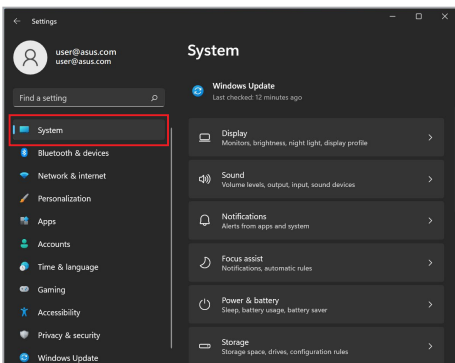 Settings
user@asus.com
user@asus.com
Find a setting
System
Bluetooth & devices
Network & internet
Personalization
Apps
Accounts
Time & language
Gaming
Accessibility
Privacy & security
Windows Update
System
Windows Update
Last checked: 12 minutes ago
Display
Monitors, brightness, night light, display profile
Sound
Volume levels, output, input, sound devices
Notifications
Alerts from apps and system
Focus assist
Notifications, automatic rules
Power & battery
Sleep, battery usage, battery saver
Storage
Storage space, drives, configuration rules